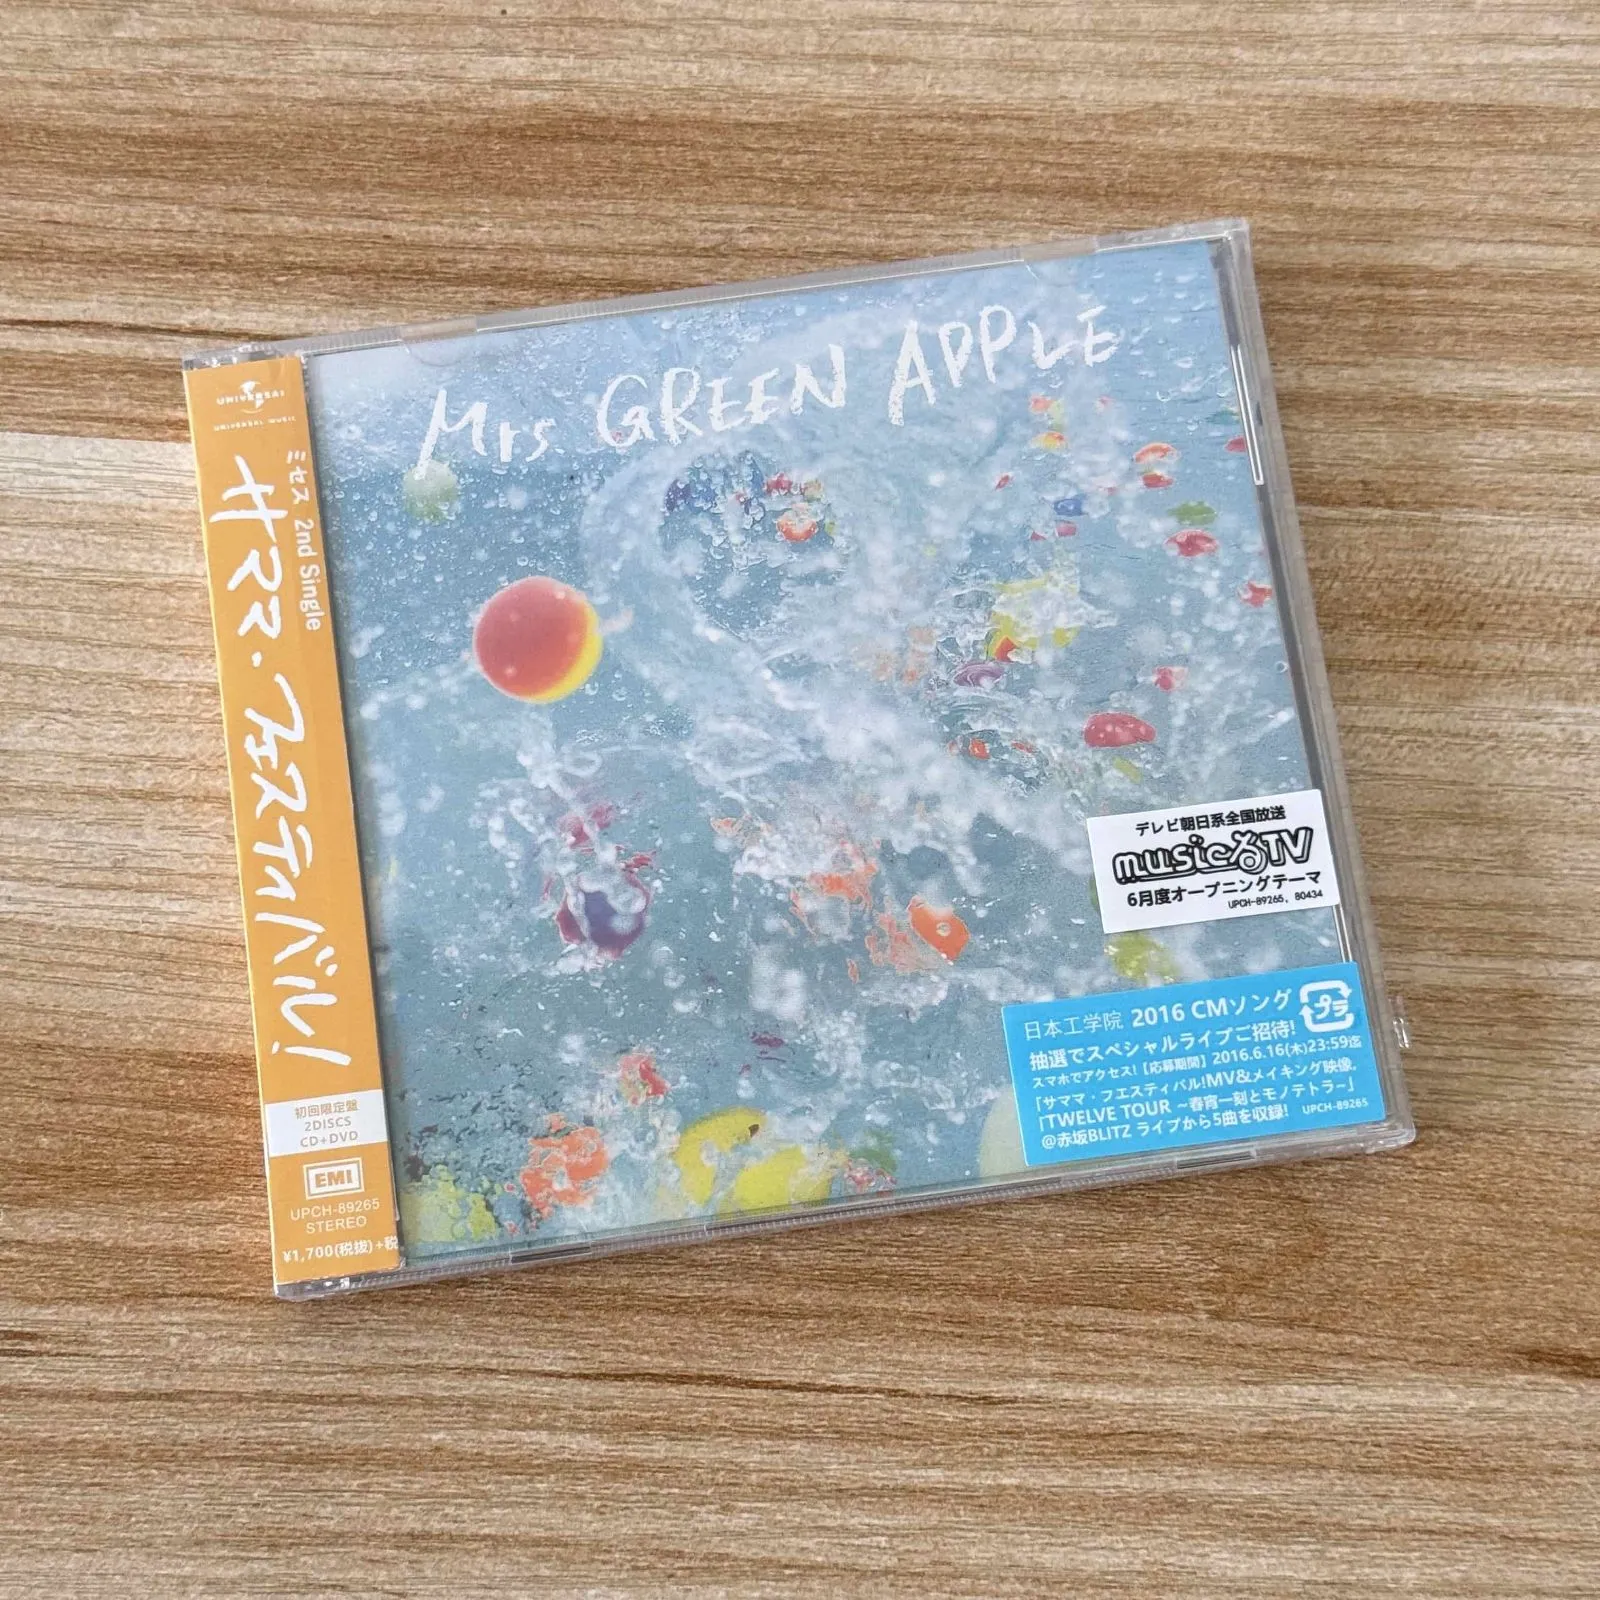 UNIVERSAL
UNIVERSAL MUSIC
ミセス 2nd Single
サママ・フェスティバル!
初回限定盤
2DISCS
CD+DVD
EMI
UPCH-89265
STEREO
¥1,700(税抜)+税
Mrs GREEN APPLE
テレビ朝日系全国放送
musicるTV
6月度オープニングテーマ
UPCH-89265, 80434
日本工学院 2016 CMソング
プラ
抽選でスペシャルライブご招待!
スマホでアクセス!【応募期間】2016.6.16(木)23:59迄
「サママ・フェスティバル!MV&メイキング映像、
「TWELVE TOUR ~春宵一刻とモノテトラ-」
@赤坂BLITZ ライブから5曲を収録! UPCH-89265